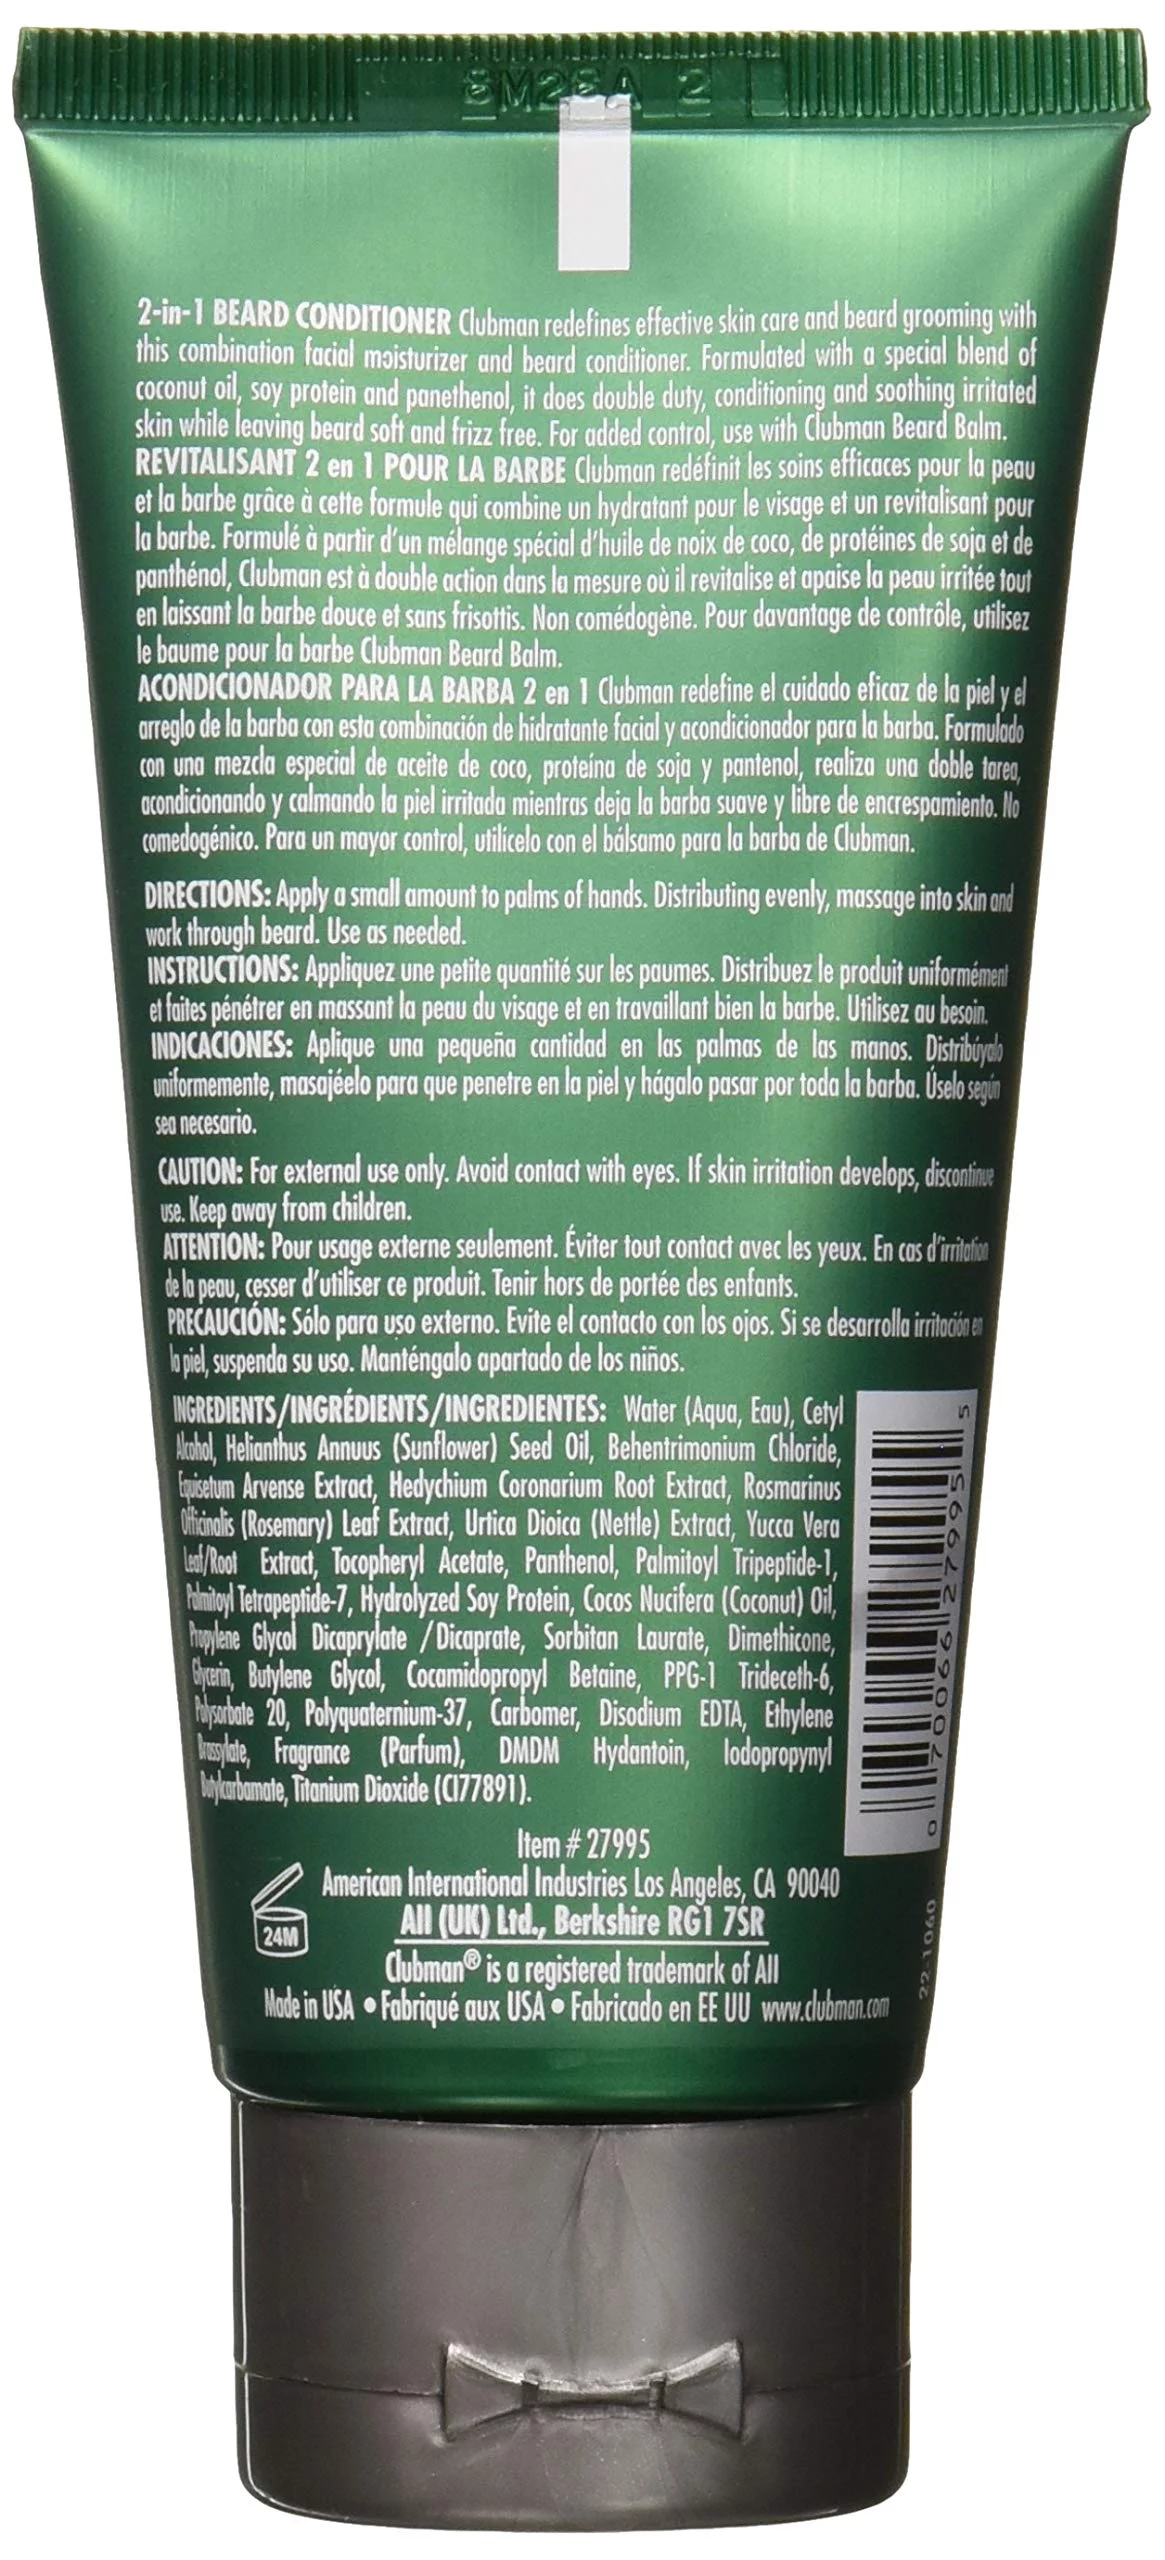 8M28A 2
2-in-1 BEARD CONDITIONER Clubman redefines effective skin care and beard grooming with
this combination facial moisturizer and beard conditioner. Formulated with a special blend of
coconut oil, soy protein and panethenol, it does double duty, conditioning and soothing irritated
skin while leaving beard soft and frizz free. For added control, use with Clubman Beard Balm.
REVITALISANT 2 en 1 POUR LA BARBE Clubman redéfinit les soins efficaces pour la peau
et la barbe grâce à cette formule qui combine un hydratant pour le visage et un revitalisant pour
la barbe. Formulé à partir d'un mélange spécial d'huile de noix de coco, de protéines de soja et de
panthénol, Clubman est à double action dans la mesure où il revitalise et apaise la peau irritée tout
en laissant la barbe douce et sans frisottis. Non comédogène. Pour davantage de contrôle, utilisez
le baume pour la barbe Clubman Beard Balm.
ACONDICIONADOR PARA LA BARBA 2 en 1 Clubman redefine el cuidado eficaz de la piel y el
arreglo de la barba con esta combinación de hidratante facial y acondicionador para la barba. Formulado
con una mezcla especial de aceite de coco, proteína de soja y pantenol, realiza una doble tarea,
acondicionando y calmando la piel irritada mientras deja la barba suave y libre de encrespamiento. No
comedogénico. Para un mayor control, utilícelo con el bálsamo para la barba de Clubman.
DIRECTIONS: Apply a small amount to palms of hands. Distributing evenly, massage into skin and
work through beard. Use as needed.
INSTRUCTIONS: Appliquez une petite quantité sur les paumes. Distribuez le produit uniformément
et faites pénétrer en massant la peau du visage et en travaillant bien la barbe. Utilisez au besoin.
INDICACIONES: Aplique una pequeña cantidad en las palmas de las manos. Distribúyalo
uniformemente, masajéelo para que penetre en la piel y hágalo pasar por toda la barba. Úselo según
sea necesario.
CAUTION: For external use only. Avoid contact with eyes. If skin irritation develops, discontinue
use. Keep away from children.
ATTENTION: Pour usage externe seulement. Éviter tout contact avec les yeux. En cas d'irritation
de la peau, cesser d'utiliser ce produit. Tenir hors de portée des enfants.
PRECAUCIÓN: Sólo para uso externo. Evite el contacto con los ojos. Si se desarrolla irritación en
la piel, suspenda su uso. Manténgalo apartado de los niños.
INGREDIENTS/INGRÉDIENTS/INGREDIENTES: Water (Aqua, Eau), Cetyl
Alcohol, Helianthus Annuus (Sunflower) Seed Oil, Behentrimonium Chloride,
Equisetum Arvense Extract, Hedychium Coronarium Root Extract, Rosmarinus
Officinalis (Rosemary) Leaf Extract, Urtica Dioica (Nettle) Extract, Yucca Vera
Leaf/Root Extract, Tocopheryl Acetate, Panthenol, Palmitoyl Tripeptide-1,
Palmitoyl Tetrapeptide-7, Hydrolyzed Soy Protein, Cocos Nucifera (Coconut) Oil,
Propylene Glycol Dicaprylate /Dicaprate, Sorbitan Laurate, Dimethicone,
Glycerin, Butylene Glycol, Cocamidopropyl Betaine, PPG-1 Trideceth-6,
Polysorbate 20, Polyquaternium-37, Carbomer, Disodium EDTA, Ethylene
Brassylate, Fragrance (Parfum), DMDM Hydantoin, Iodopropynyl
Butylcarbamate, Titanium Dioxide (CI77891).
0 70066 27995 5
Item # 27995
American International Industries Los Angeles, CA 90040
AII (UK) Ltd., Berkshire RG1 7SR
24M
Clubman® is a registered trademark of AII
Made in USA • Fabriqué aux USA • Fabricado en EE UU www.clubman.com
22-1060